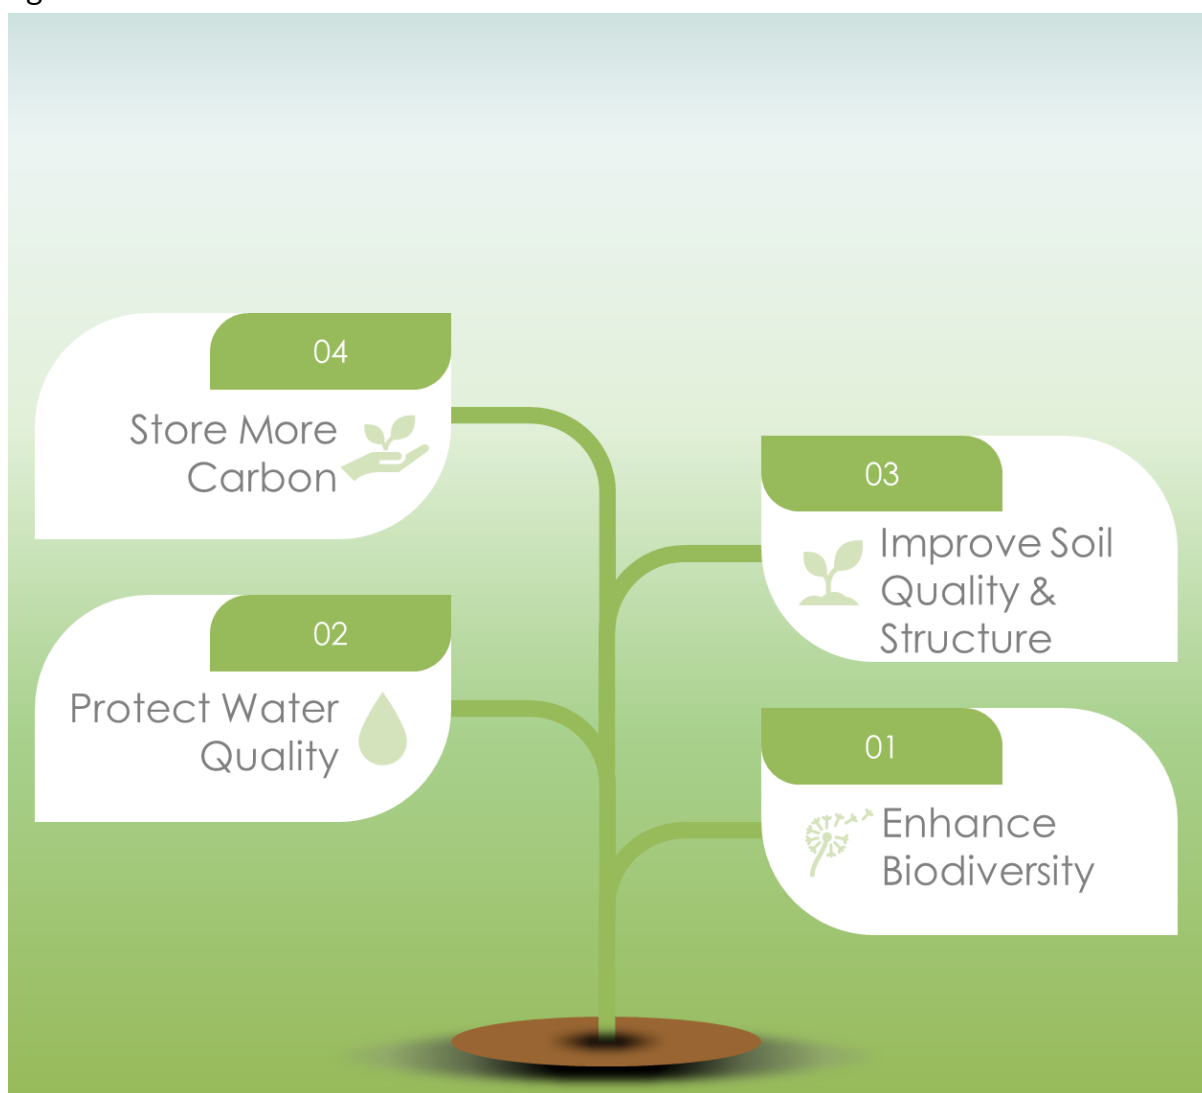 04
Store More
Carbon
03
Improve Soil
Quality &
Structure
02
Protect Water
Quality
01
Enhance
Biodiversity